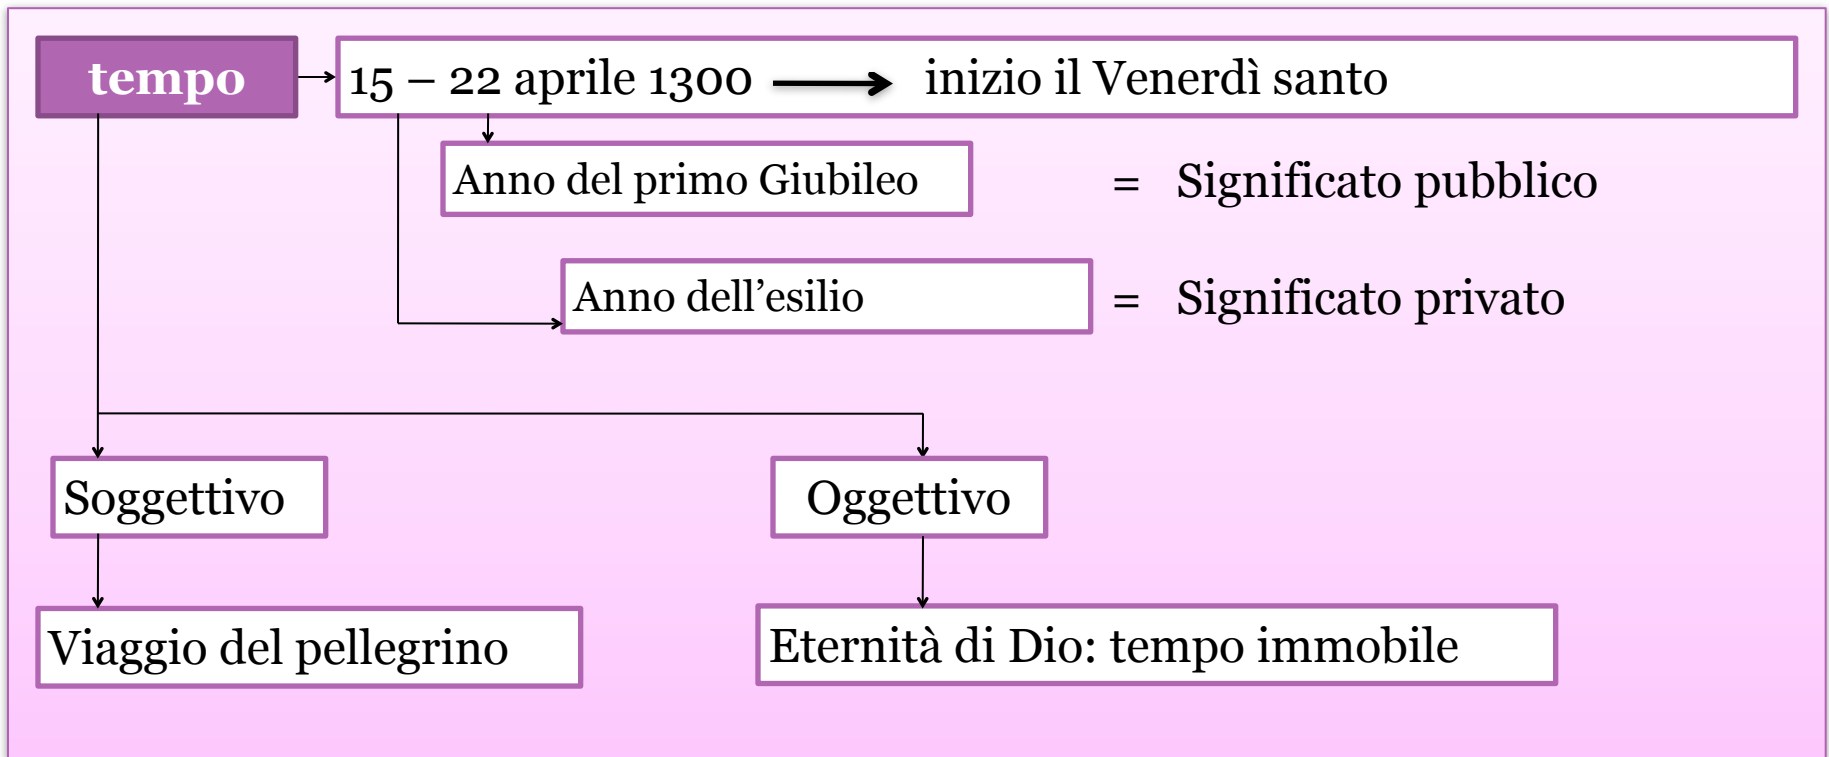 tempo
15 – 22 aprile 1300 inizio il Venerdì santo
Anno del primo Giubileo = Significato pubblico
Anno dell’esilio = Significato privato
Soggettivo
Oggettivo
Viaggio del pellegrino
Eternità di Dio: tempo immobile